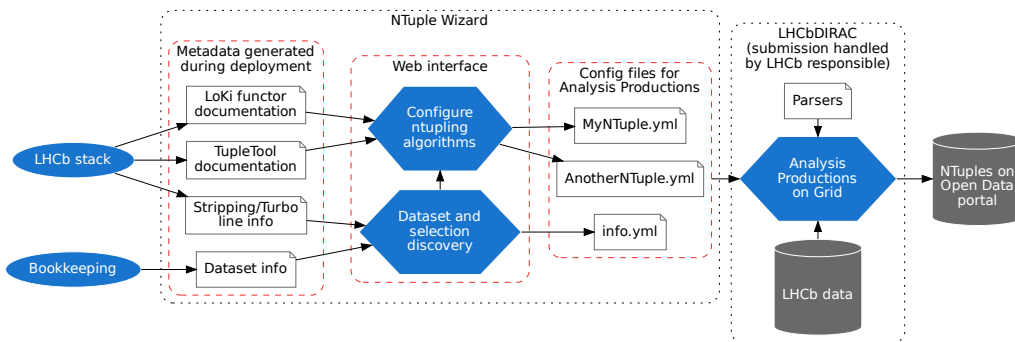 NTuple Wizard
Metadata generated
during deployment
LoKi functor
documentation
TupleTool
documentation
Stripping/Turbo
line info
Dataset info
LHCb stack
Bookkeeping
Web interface
Configure
ntupling
algorithms
Dataset and
selection
discovery
Config files for
Analysis Productions
MyNTuple.yml
AnotherNTuple.yml
info.yml
LHCbDIRAC
(submission handled
by LHCb responsible)
Parsers
Analysis
Productions
on Grid
LHCb data
NTuples on
Open Data
portal